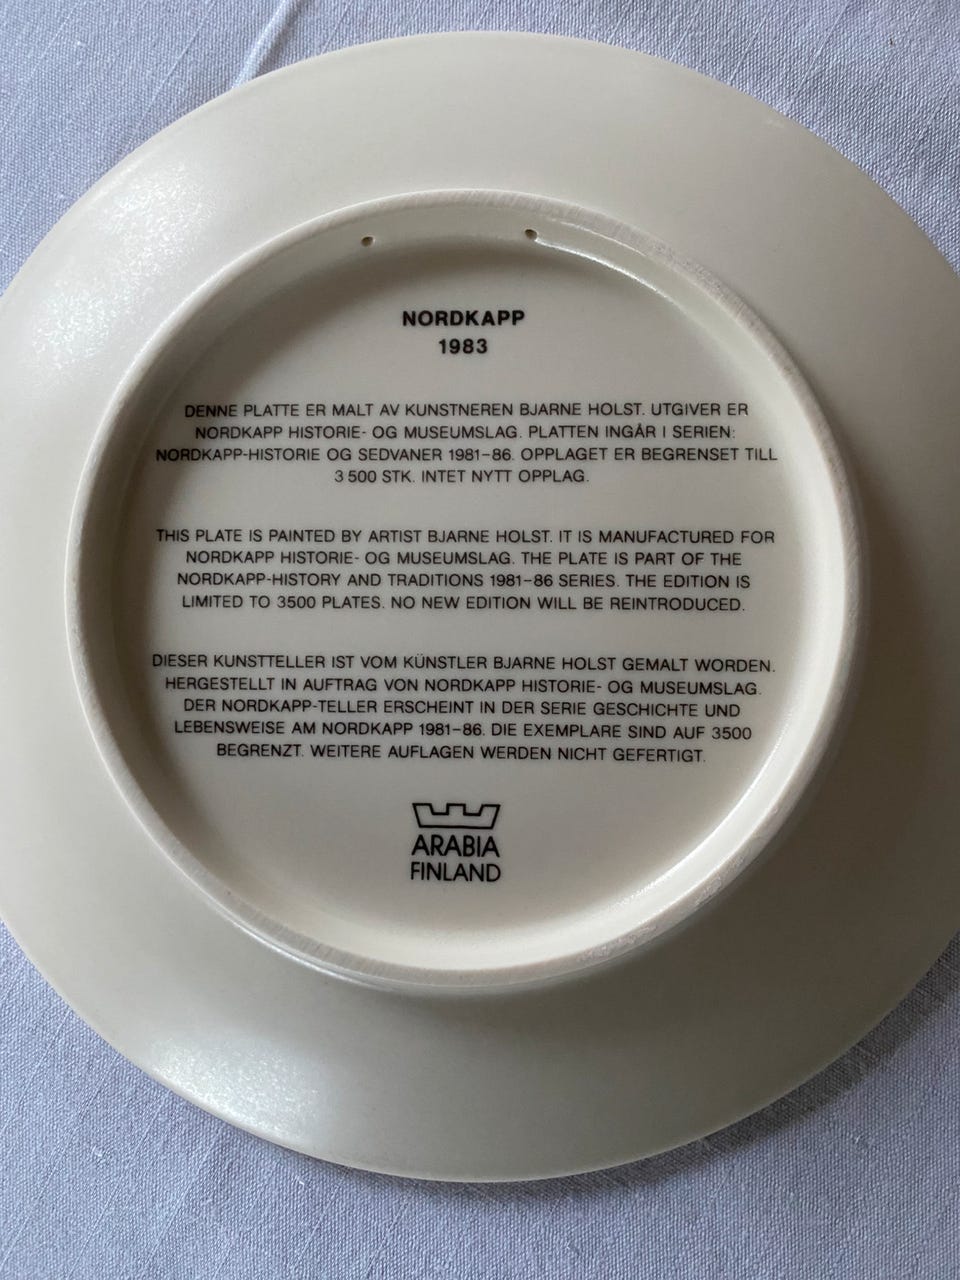 NORDKAPP
1983
DENNE PLATTE ER MALT AV KUNSTNEREN BJARNE HOLST. UTGIVER ER
NORDKAPP HISTORIE- OG MUSEUMSLAG. PLATTEN INGÅR I SERIEN:
NORDKAPP-HISTORIE OG SEDVANER 1981-86. OPPLAGET ER BEGRENSET TILL
3 500 STK. INTET NYTT OPPLAG.
THIS PLATE IS PAINTED BY ARTIST BJARNE HOLST. IT IS MANUFACTURED FOR
NORDKAPP HISTORIE- OG MUSEUMSLAG. THE PLATE IS PART OF THE
NORDKAPP-HISTORY AND TRADITIONS 1981-86 SERIES. THE EDITION IS
LIMITED TO 3500 PLATES. NO NEW EDITION WILL BE REINTRODUCED.
DIESER KUNSTTELLER IST VOM KÜNSTLER BJARNE HOLST GEMALT WORDEN.
HERGESTELLT IN AUFTRAG VON NORDKAPP HISTORIE- OG MUSEUMSLAG.
DER NORDKAPP-TELLER ERSCHEINT IN DER SERIE GESCHICHTE UND
LEBENSWEISE AM NORDKAPP 1981-86. DIE EXEMPLARE SIND AUF 3500
BEGRENZT. WEITERE AUFLAGEN WERDEN NICHT GEFERTIGT.
ARABIA
FINLAND